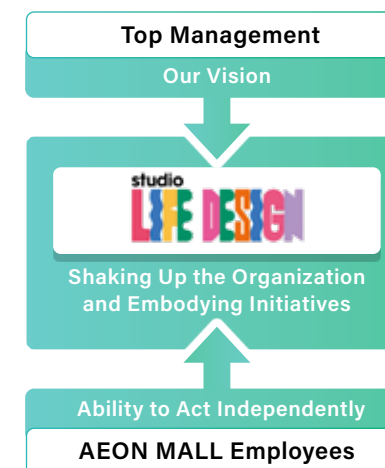 Top Management
Our Vision
studio
LIFE DESIGN
Shaking Up the Organization
and Embodying Initiatives
Ability to Act Independently
AEON MALL Employees